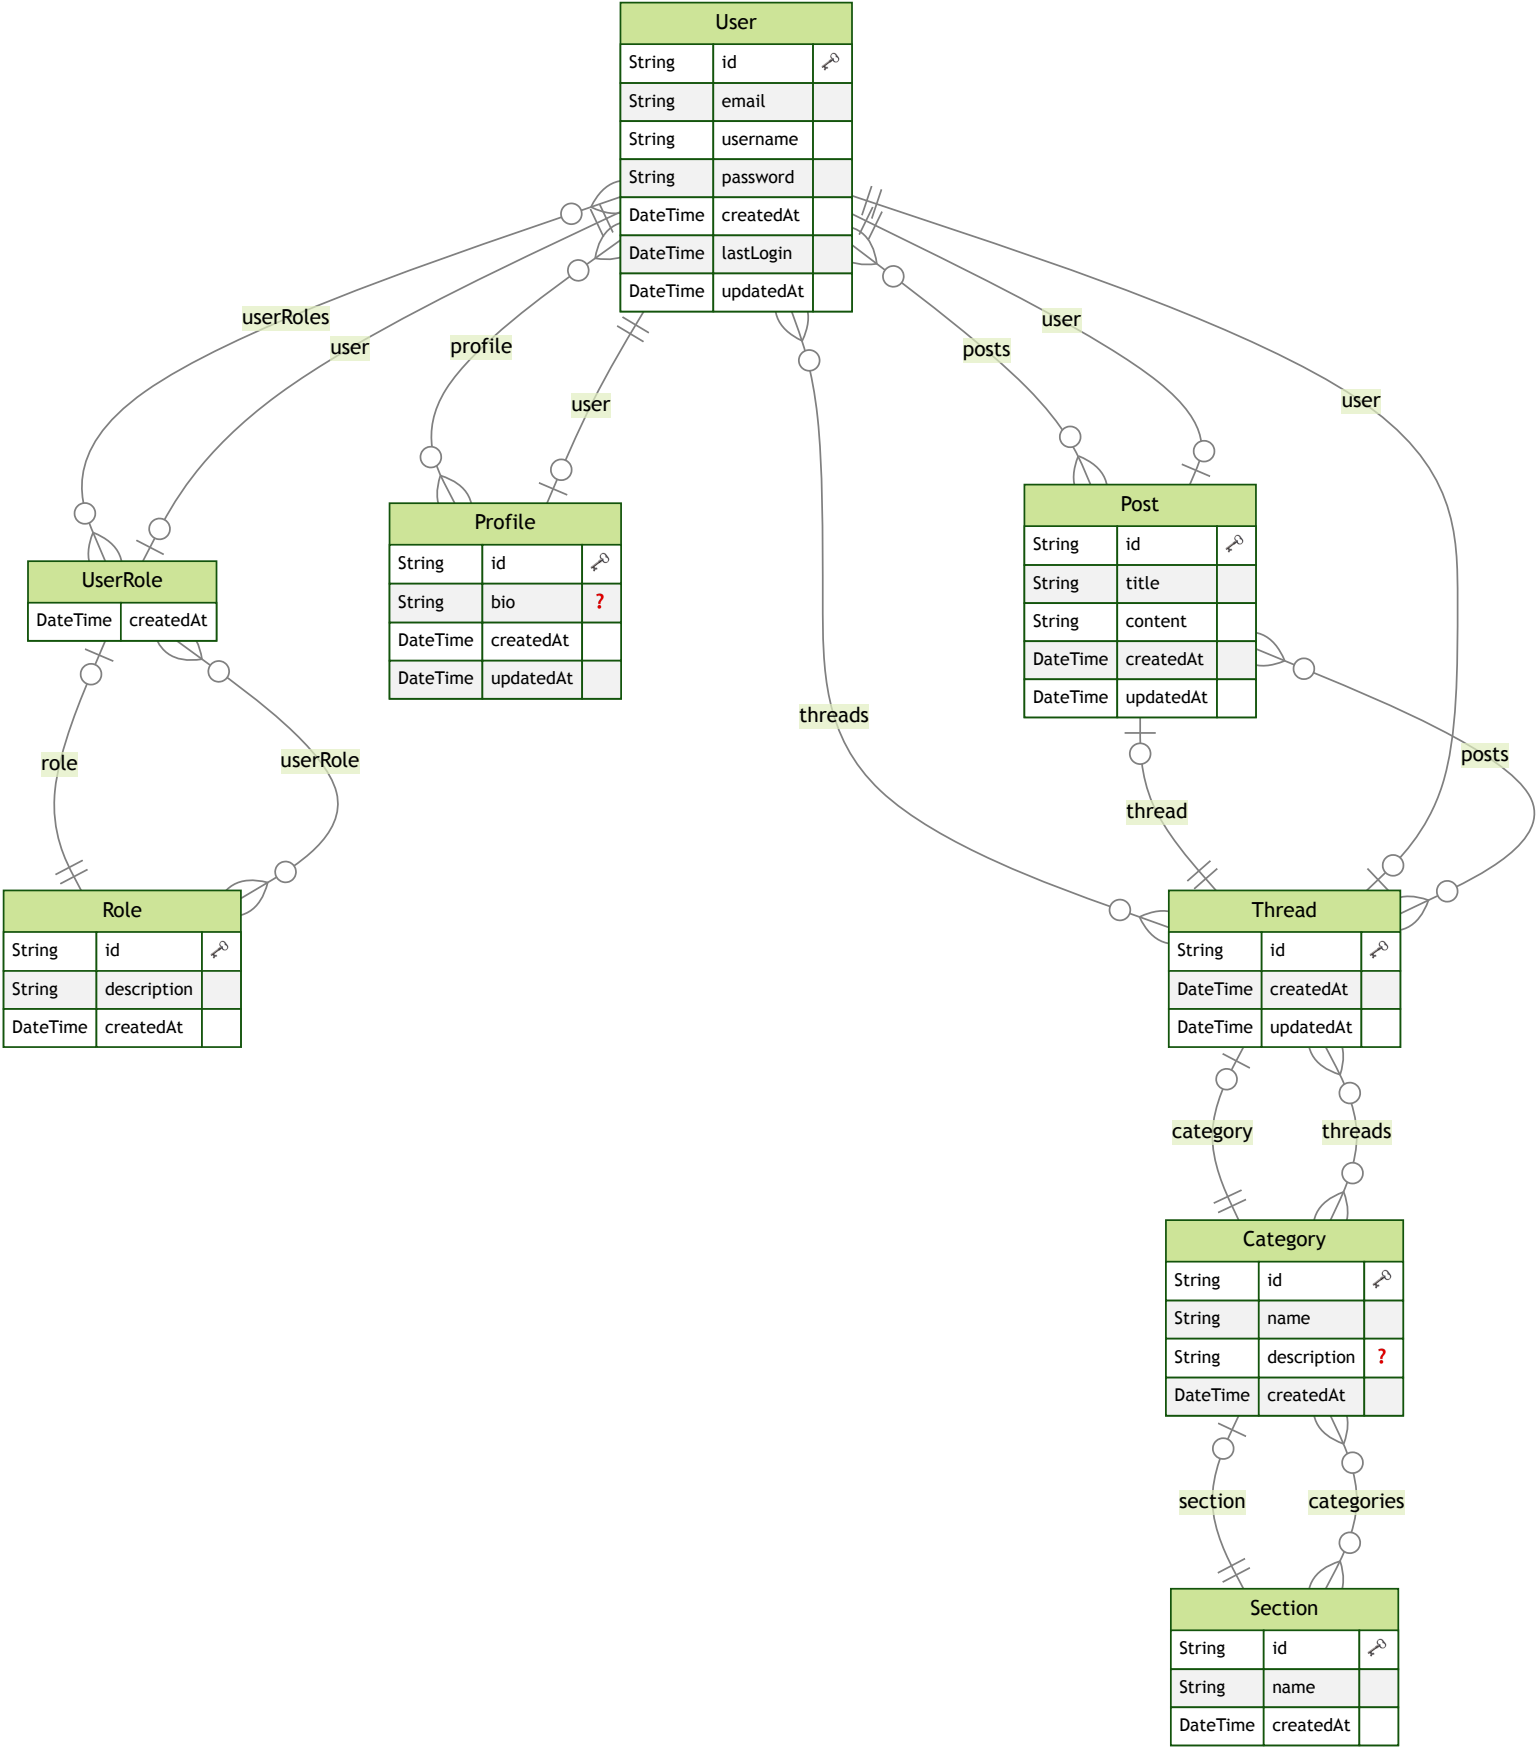 User
String id
String email
String username
String password
DateTime createdAt
DateTime lastLogin
DateTime updatedAt
userRoles
user
profile
user
posts
user
user
Post
String id
String title
String content
DateTime createdAt
DateTime updatedAt
Profile
String id
String bio ?
DateTime createdAt
DateTime updatedAt
UserRole
DateTime createdAt
role
userRole
threads
thread
posts
Role
String id
String description
DateTime createdAt
Thread
String id
DateTime createdAt
DateTime updatedAt
category
threads
Category
String id
String name
String description ?
DateTime createdAt
section
categories
Section
String id
String name
DateTime createdAt